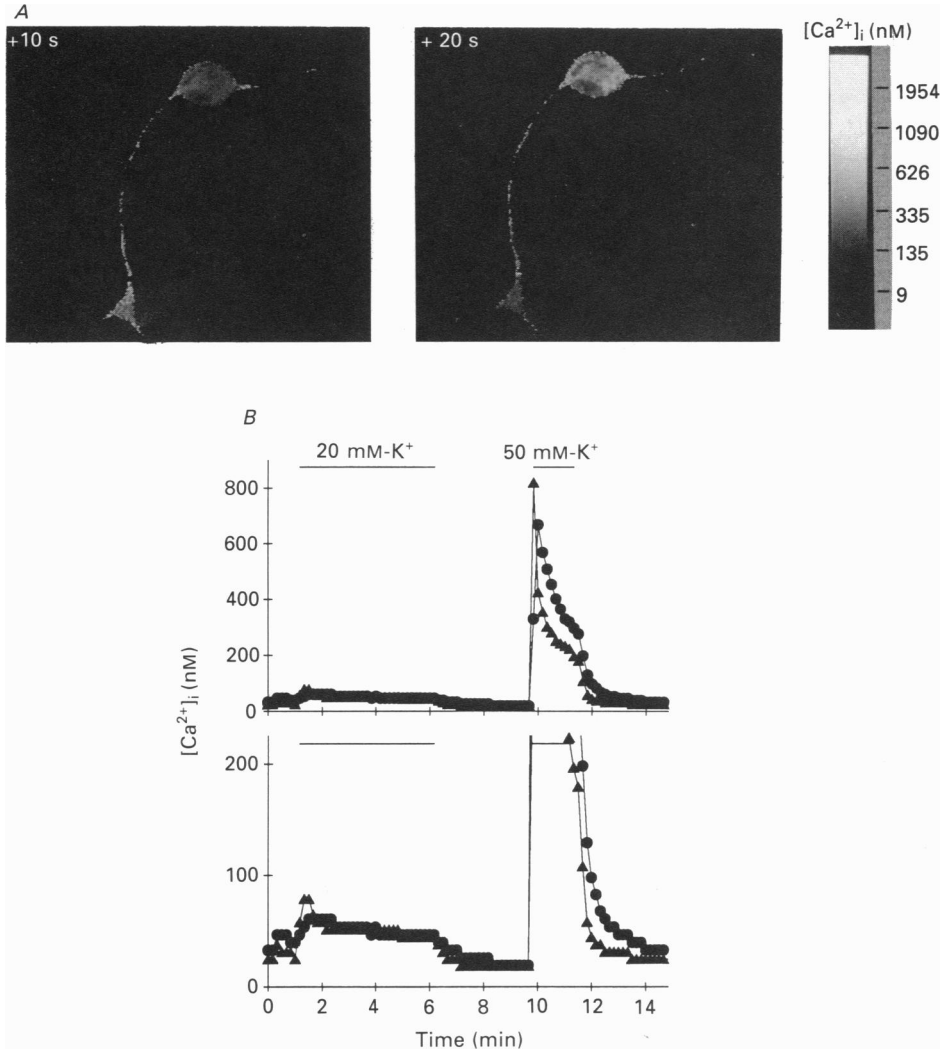 A
+10 s
+ 20 s
[Ca²⁺]ᵢ (nM)
1954
1090
626
335
135
9
B
20 mM-K⁺
50 mM-K⁺
800
600
400
200
0
200
100
0
[Ca²⁺]ᵢ (nM)
0 2 4 6 8 10 12 14
Time (min)